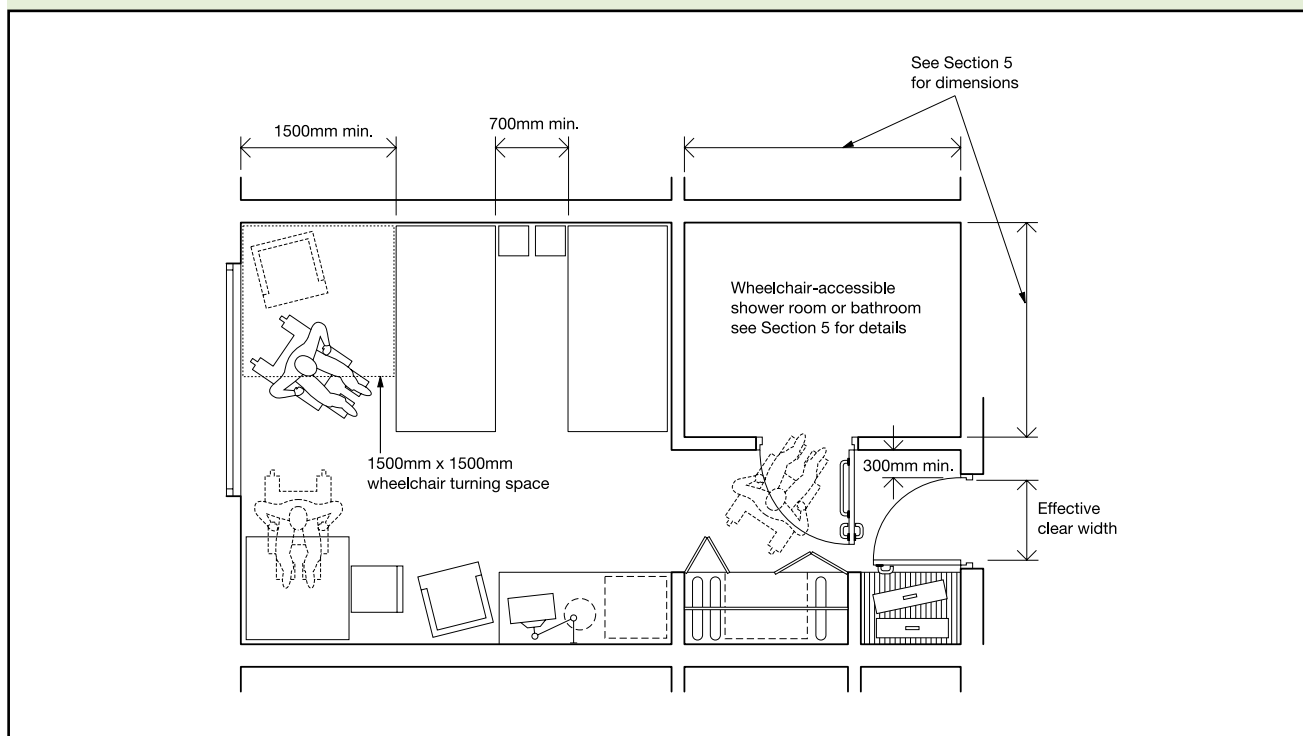 See Section 5
for dimensions
1500mm min.
700mm min.
Wheelchair-accessible
shower room or bathroom
see Section 5 for details
1500mm x 1500mm
wheelchair turning space
300mm min.
Effective
clear width